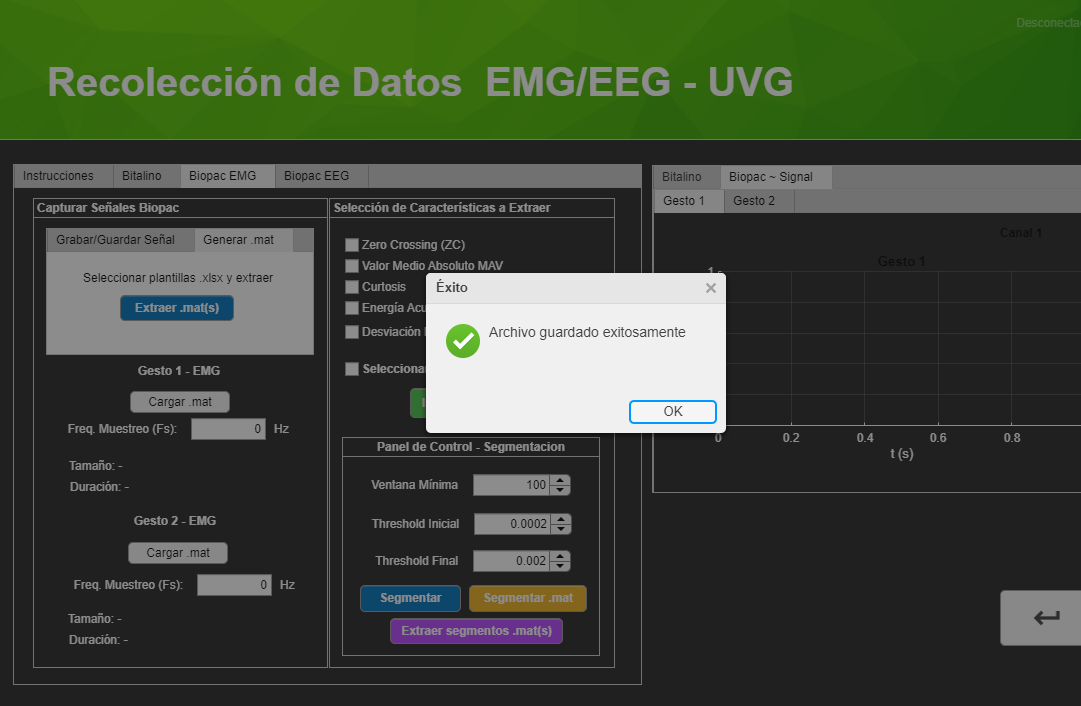 Desconecta
Recolección de Datos EMG/EEG - UVG
Instrucciones
Bitalino
Biopac EMG
Biopac EEG
Capturar Señales Biopac
Grabar/Guardar Señal
Generar .mat
Seleccionar plantillas .xlsx y extraer
Extraer .mat(s)
Gesto 1 - EMG
Cargar .mat
Freq. Muestreo (Fs): 0 Hz
Tamaño: -
Duración: -
Gesto 2 - EMG
Cargar .mat
Freq. Muestreo (Fs): 0 Hz
Tamaño: -
Duración: -
Selección de Características a Extraer
Zero Crossing (ZC)
Valor Medio Absoluto MAV
Curtosis
Energía Acu
Desviación
Selecciona
Éxito
Archivo guardado exitosamente
OK
Panel de Control - Segmentacion
Ventana Mínima 100
Threshold Inicial 0.0002
Threshold Final 0.002
Segmentar
Segmentar .mat
Extraer segmentos .mat(s)
Bitalino
Biopac ~ Signal
Gesto 1
Gesto 2
Canal 1
Gesto 1
1
0 0.2 0.4 0.6 0.8
t (s)